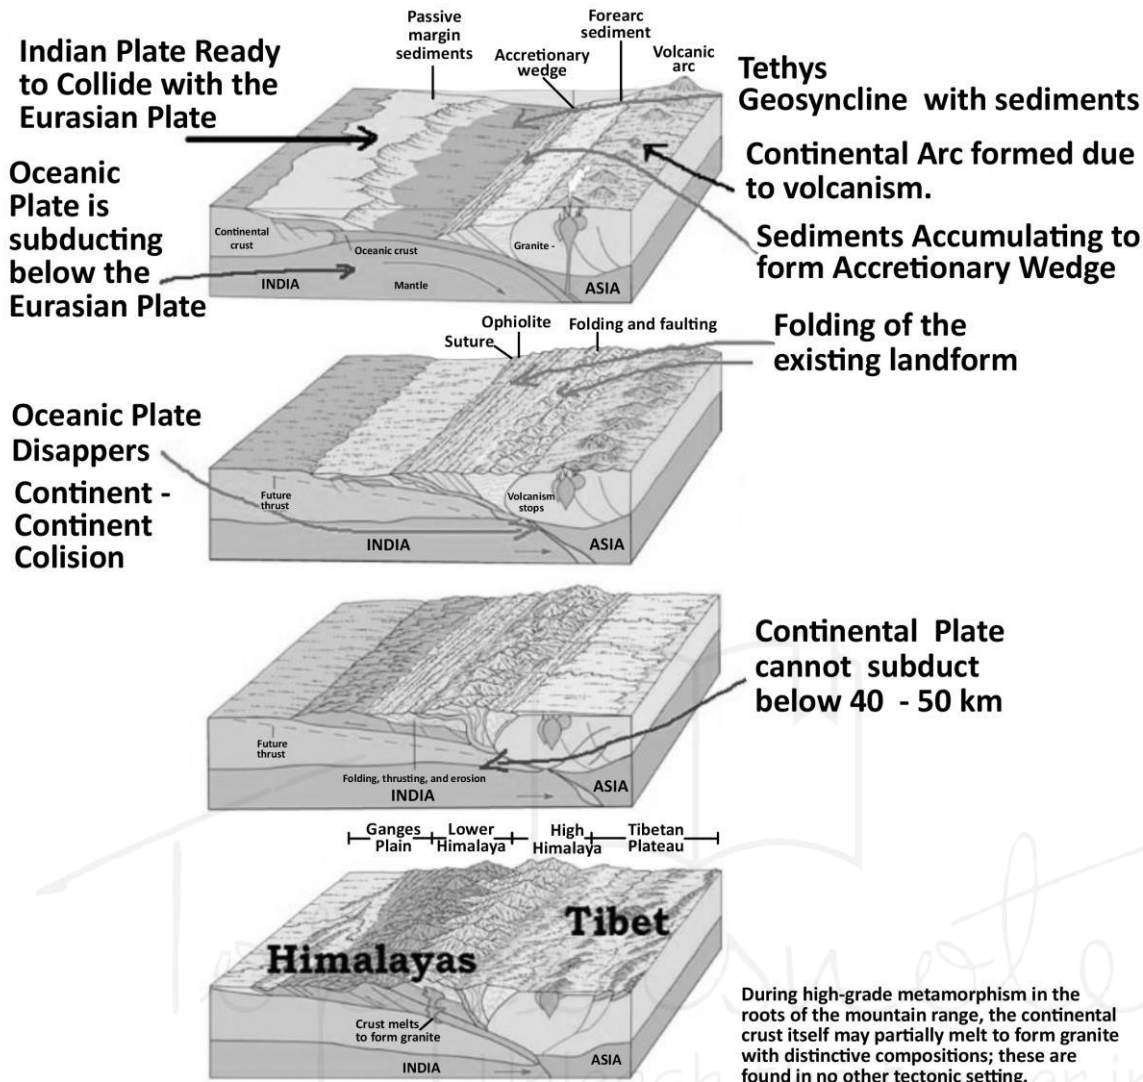 Passive
margin
sediments
Forearc
sediment
Accretionary
wedge
Volcanic
arc
Indian Plate Ready
to Collide with the
Eurasian Plate
Tethys
Geosyncline with sediments
Oceanic
Plate is
subducting
below the
Eurasian Plate
Continental Arc formed due
to volcanism.
Sediments Accumulating to
form Accretionary Wedge
Continental
crust
Oceanic crust
Granite -
INDIA
Mantle
ASIA
Ophiolite
Suture
Folding and faulting
Folding of the
existing landform
Oceanic Plate
Disappers
Continent -
Continent
Colision
Future
thrust
Volcanism
stops
INDIA
ASIA
Continental Plate
cannot subduct
below 40 - 50 km
Future
thrust
Folding, thrusting, and erosion
INDIA
ASIA
Ganges
Plain
Lower
Himalaya
High
Himalaya
Tibetan
Plateau
Tibet
Himalayas
Crust melts
to form granite
INDIA
ASIA
During high-grade metamorphism in the
roots of the mountain range, the continental
crust itself may partially melt to form granite
with distinctive compositions; these are
found in no other tectonic setting.